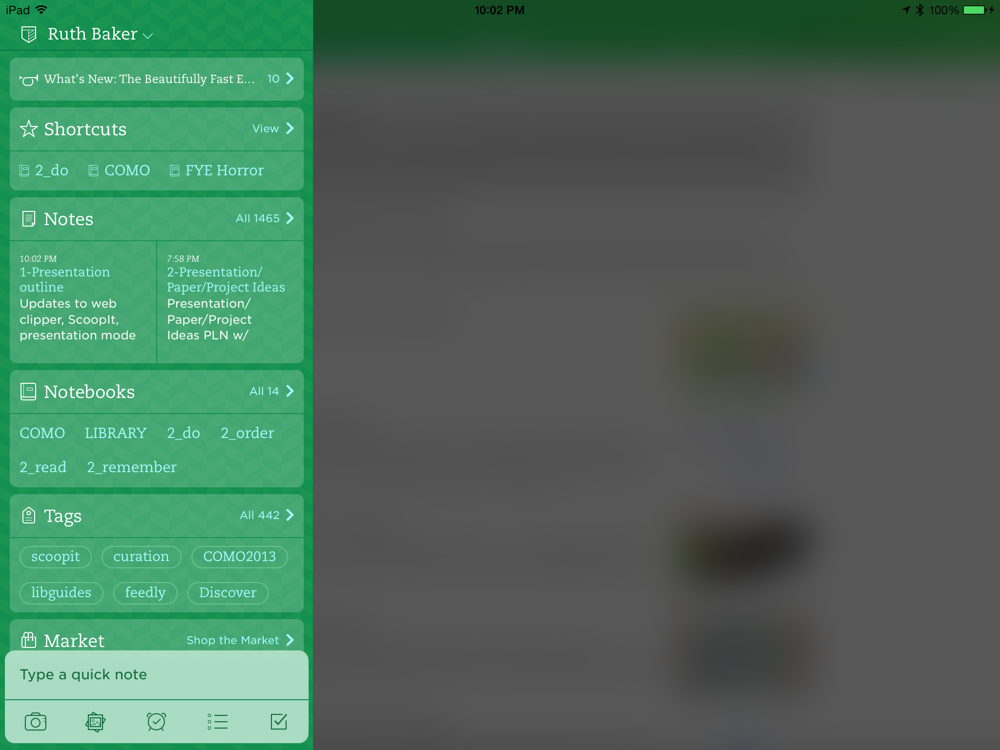 iPad 10:02 PM 100%
Ruth Baker
What's New: The Beautifully Fast E... 10
Shortcuts View
2_do COMO FYE Horror
Notes All 1465
10:02 PM
1-Presentation
outline
Updates to web
clipper, ScoopIt,
presentation mode
7:58 PM
2-Presentation/
Paper/Project Ideas
Presentation/
Paper/Project
Ideas PLN w/
Notebooks All 14
COMO LIBRARY 2_do 2_order
2_read 2_remember
Tags All 442
scoopit curation COMO2013
libguides feedly Discover
Market Shop the Market
Type a quick note